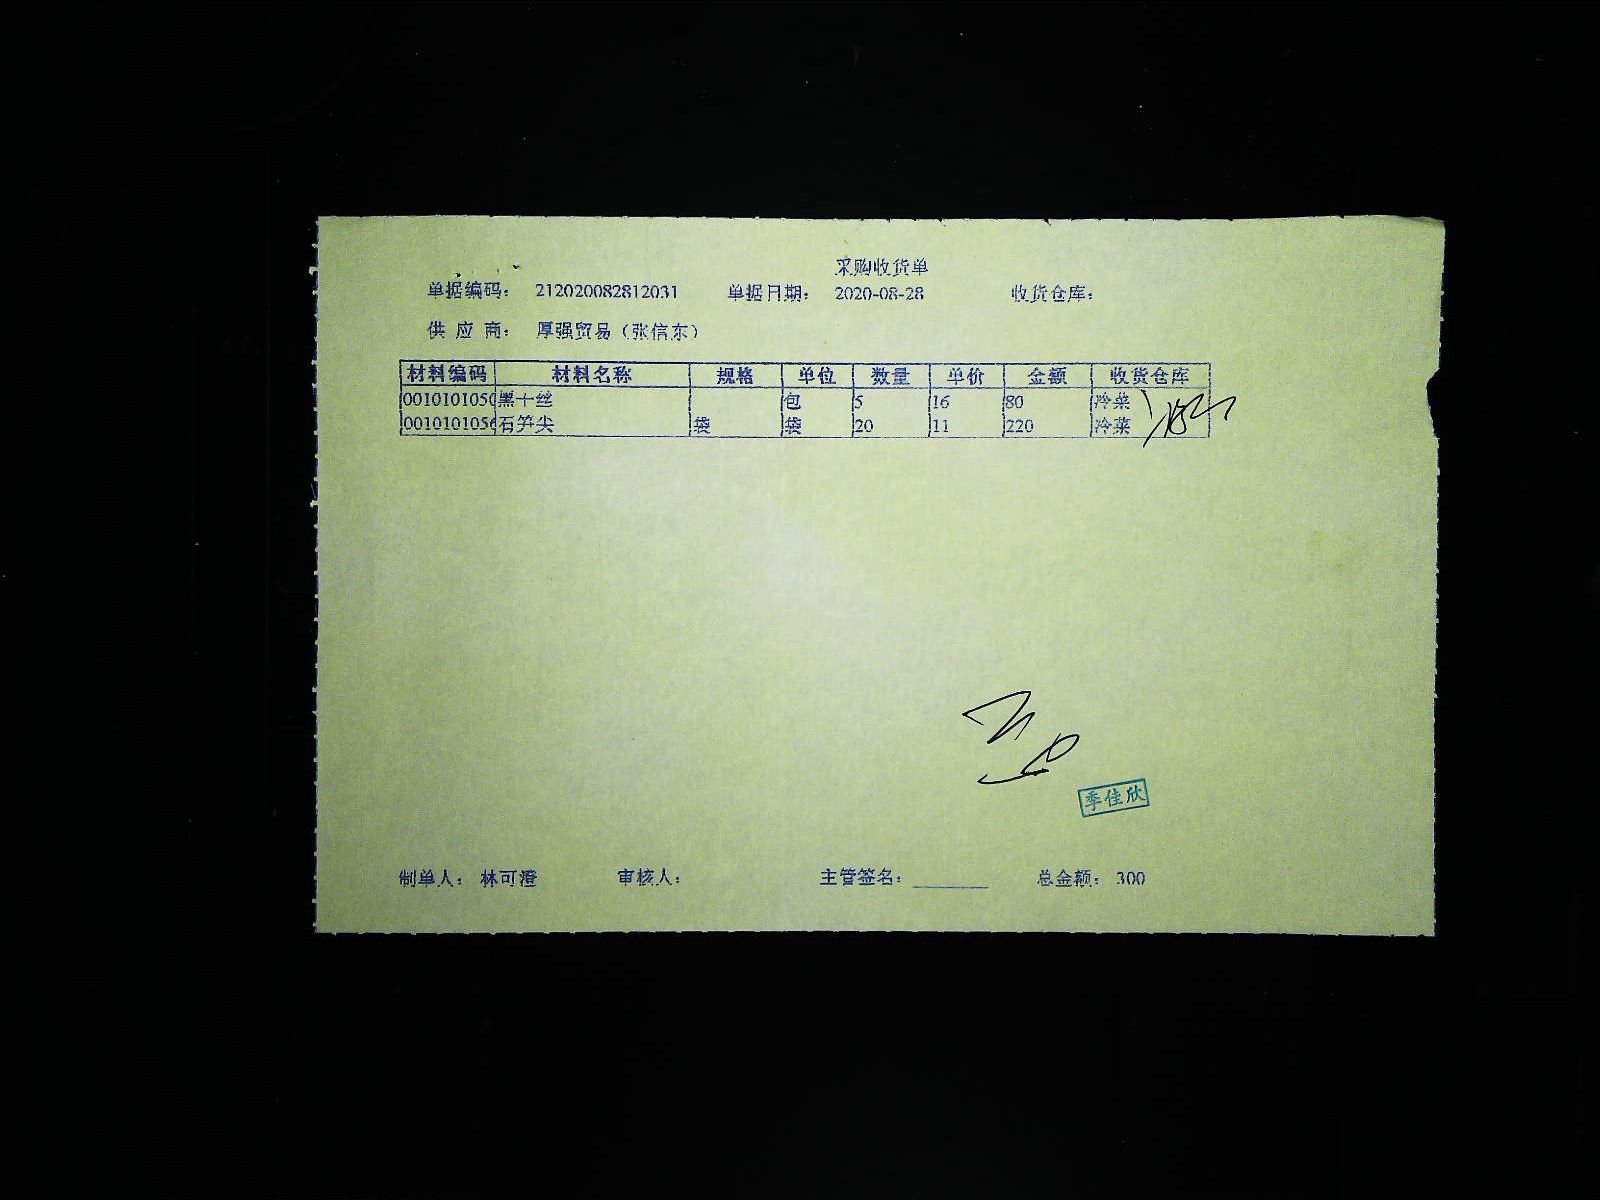 采购收货单
单据编码： 212020082812031 单据日期： 2020-08-28 收货仓库：
供 应 商： 厚强贸易（张信东）
材料编码 材料名称 规格 单位 数量 单价 金额 收货仓库
0010101050 黑千丝 包 5 16 80 冷菜
0010101056 石笋尖 袋 袋 20 11 220 冷菜
季佳欣
制单人： 林可澄 审核人： 主管签名： 总金额： 300